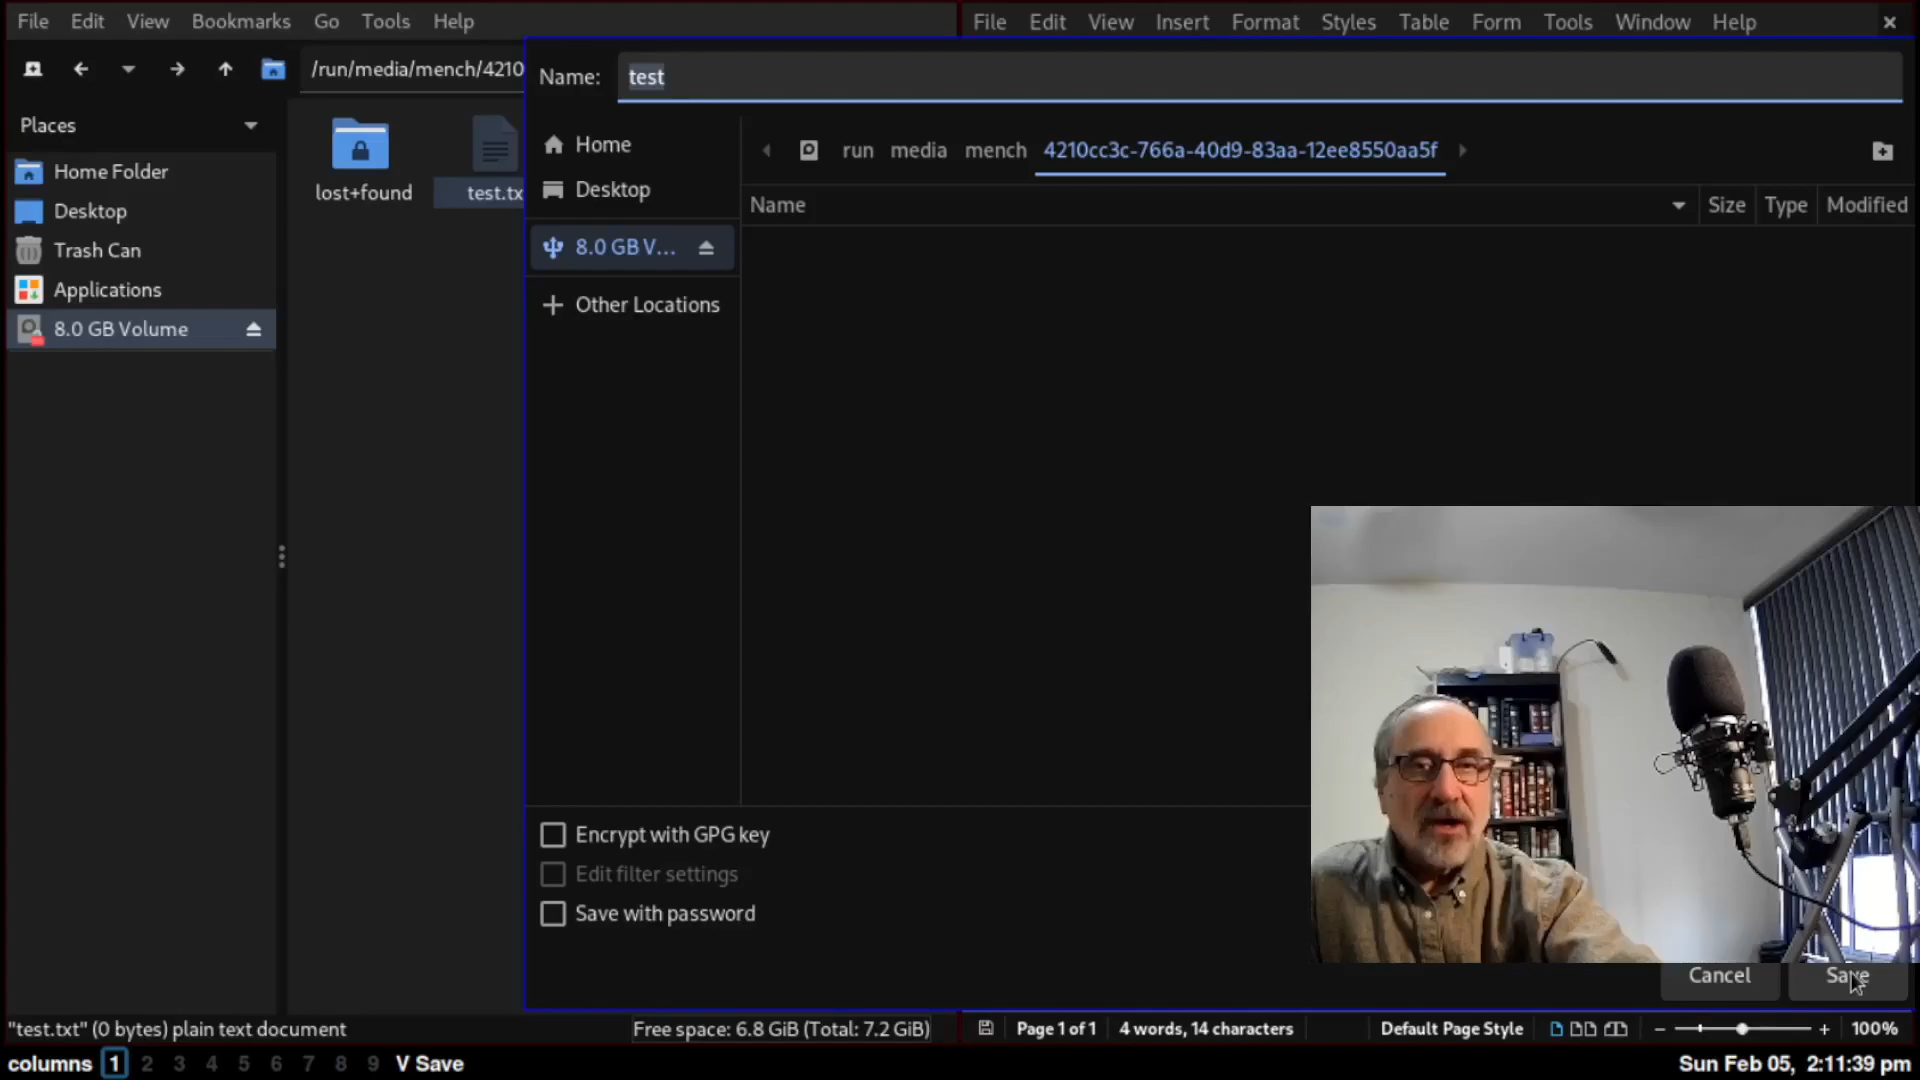 File Edit View Bookmarks Go Tools Help
File Edit View Insert Format Styles Table Form Tools Window Help
/run/media/mench/4210
Name: test
Places
Home Folder
Desktop
Trash Can
Applications
8.0 GB Volume
lost+found
test.tx
Home
Desktop
8.0 GB V...
Other Locations
run media mench 4210cc3c-766a-40d9-83aa-12ee8550aa5f
Name Size Type Modified
Encrypt with GPG key
Edit filter settings
Save with password
Cancel Save
"test.txt" (0 bytes) plain text document Free space: 6.8 GiB (Total: 7.2 GiB)
Page 1 of 1 4 words, 14 characters Default Page Style 100%
columns 1 2 3 4 5 6 7 8 9 V Save Sun Feb 05, 2:11:39 pm